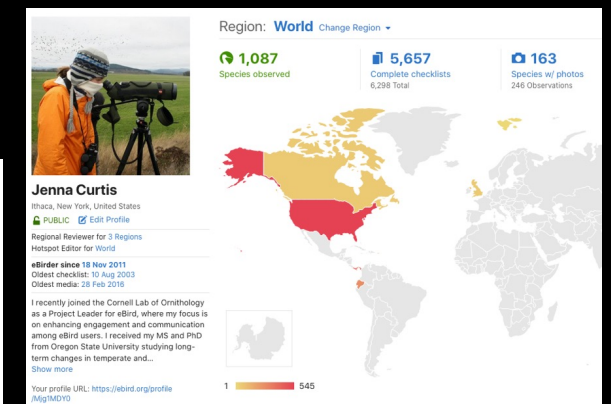 Region: World Change Region
1,087
Species observed
5,657
Complete checklists
6,298 Total
163
Species w/ photos
246 Observations
Jenna Curtis
Ithaca, New York, United States
PUBLIC Edit Profile
Regional Reviewer for 3 Regions
Hotspot Editor for World
eBirder since 18 Nov 2011
Oldest checklist: 10 Aug 2003
Oldest media: 28 Feb 2016
I recently joined the Cornell Lab of Ornithology
as a Project Leader for eBird, where my focus is
on enhancing engagement and communication
among eBird users. I received my MS and PhD
from Oregon State University studying long-
term changes in temperate and...
Show more
Your profile URL: https://ebird.org/profile
/Mjg1MDY0
1 545